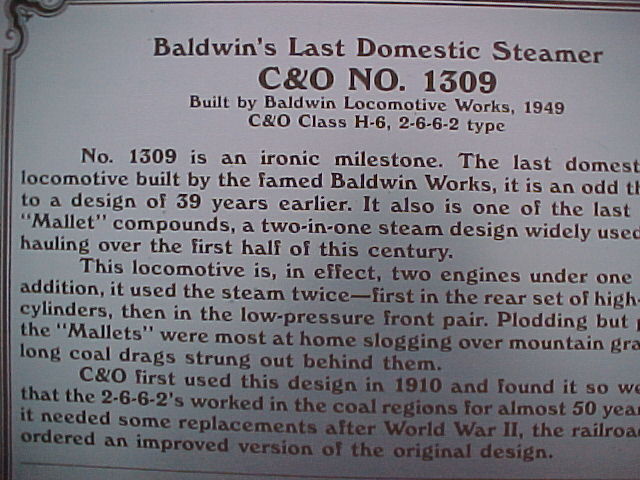 Baldwin's Last Domestic Steamer
C&O NO. 1309
Built by Baldwin Locomotive Works, 1949
C&O Class H-6, 2-6-6-2 type
No. 1309 is an ironic milestone. The last domest
locomotive built by the famed Baldwin Works, it is an odd th
to a design of 39 years earlier. It also is one of the last
"Mallet" compounds, a two-in-one steam design widely used
hauling over the first half of this century.
This locomotive is, in effect, two engines under one
addition, it used the steam twice—first in the rear set of high-
cylinders, then in the low-pressure front pair. Plodding but
the "Mallets" were most at home slogging over mountain gra
long coal drags strung out behind them.
C&O first used this design in 1910 and found it so we
that the 2-6-6-2's worked in the coal regions for almost 50 yea
it needed some replacements after World War II, the railroa
ordered an improved version of the original design.